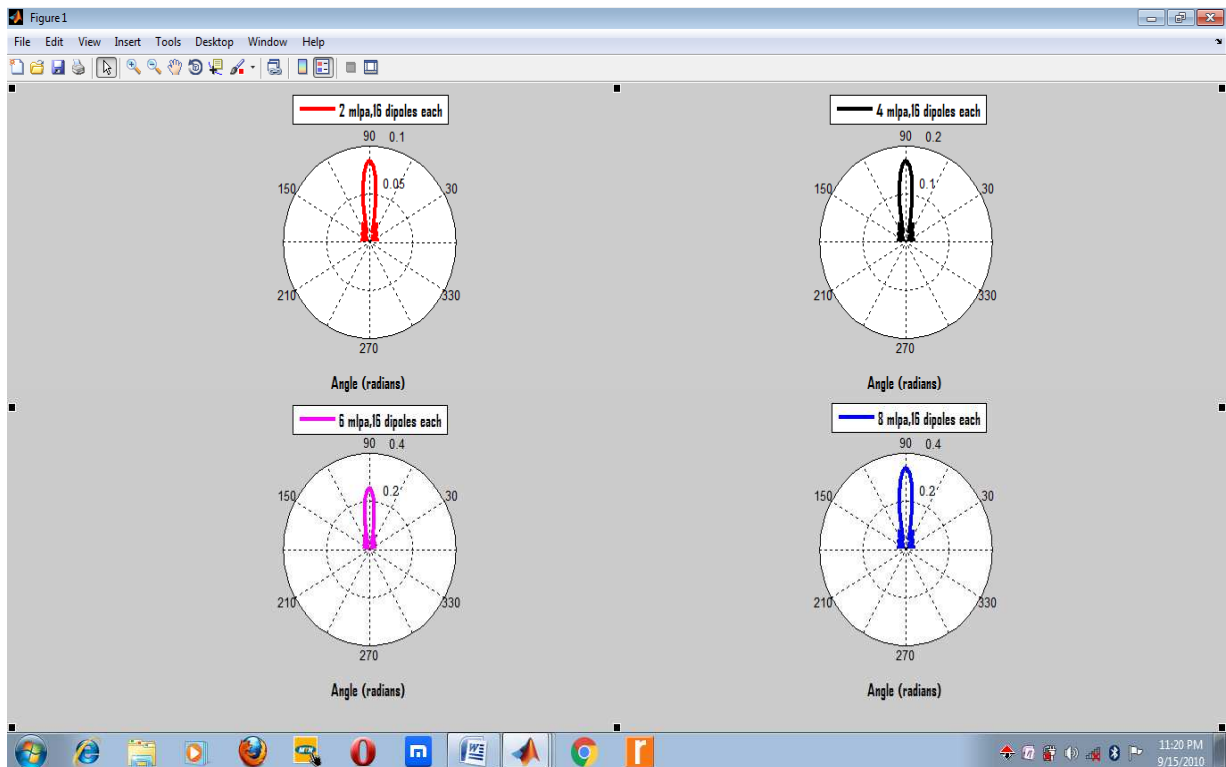 Figure 1
File Edit View Insert Tools Desktop Window Help
2 mlpa,16 dipoles each
90 0.1
0.05
150 30
210 330
270
Angle (radians)
4 mlpa,16 dipoles each
90 0.2
0.1
150 30
210 330
270
Angle (radians)
6 mlpa,16 dipoles each
90 0.4
0.2
150 30
210 330
270
Angle (radians)
8 mlpa,16 dipoles each
90 0.4
0.2
150 30
210 330
270
Angle (radians)
11:20 PM
9/15/2010